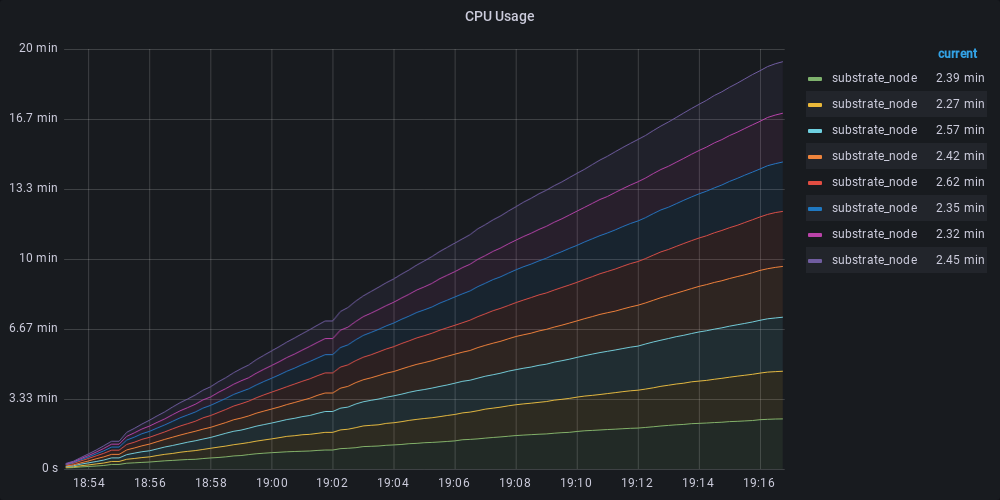 CPU Usage
20 min
16.7 min
13.3 min
10 min
6.67 min
3.33 min
0 s
18:54 18:56 18:58 19:00 19:02 19:04 19:06 19:08 19:10 19:12 19:14 19:16
current
substrate_node 2.39 min
substrate_node 2.27 min
substrate_node 2.57 min
substrate_node 2.42 min
substrate_node 2.62 min
substrate_node 2.35 min
substrate_node 2.32 min
substrate_node 2.45 min